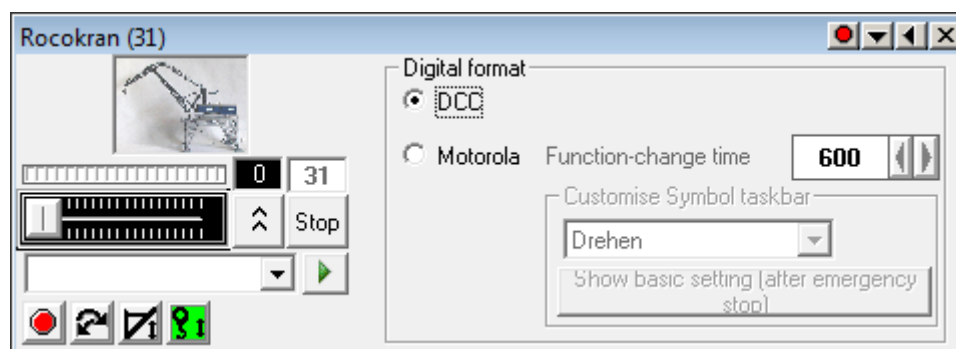 Rocokran (31)
Digital format
DCC
Motorola Function-change time 600
0 31
Customise Symbol taskbar
Stop
Drehen
Show basic setting (after emergency
stop)